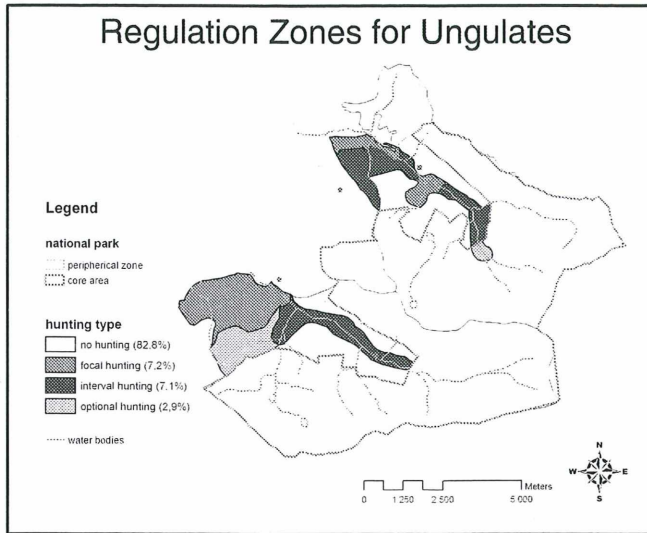 Regulation Zones for Ungulates
Legend
national park
peripherical zone
core area
hunting type
no hunting (82.8%)
focal hunting (7,2%)
interval hunting (7.1%)
optional hunting (2,9%)
water bodies
N
W E
S
Meters
0 1 250 2 500 5 000